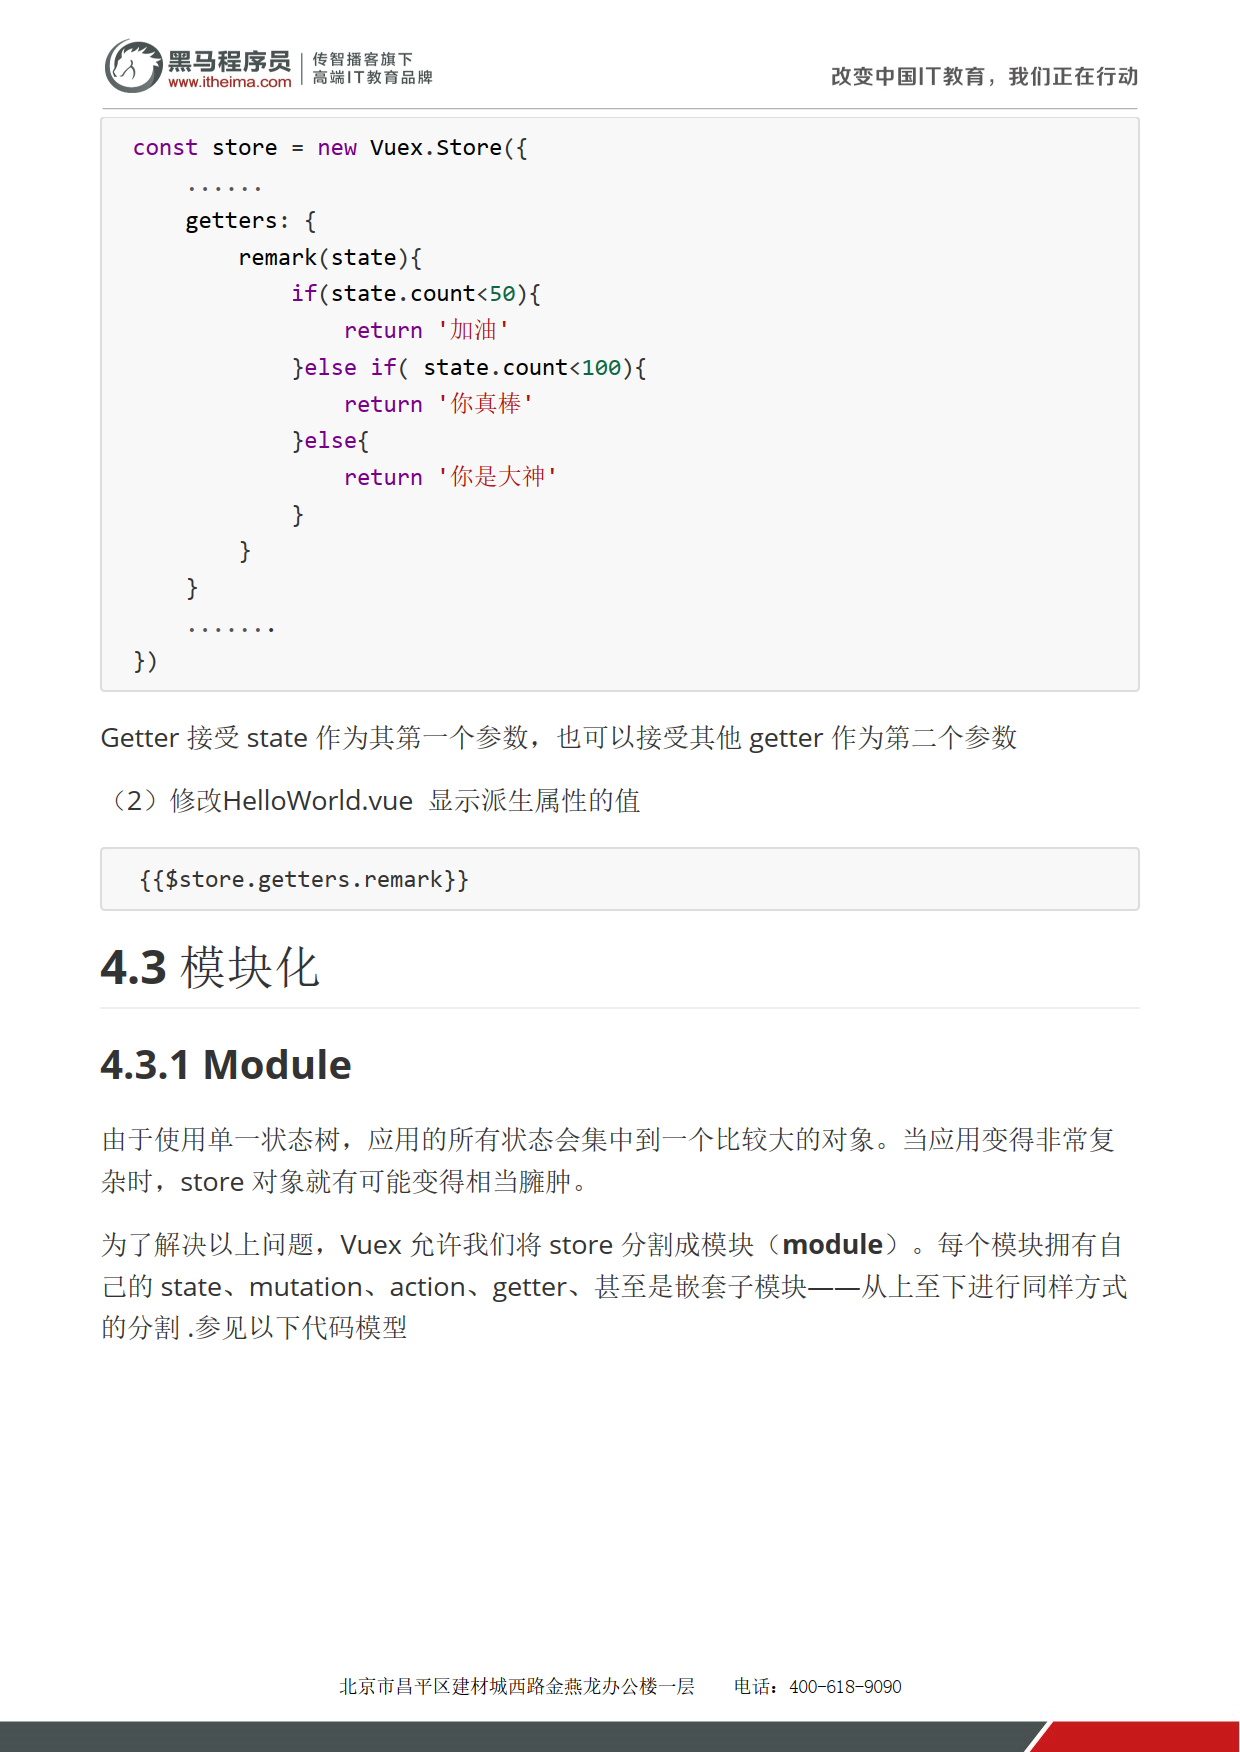 黑马程序员 传智播客旗下
www.itheima.com 高端IT教育品牌
改变中国IT教育，我们正在行动
const store = new Vuex.Store({
    ......
    getters: {
        remark(state){
            if(state.count<50){
                return '加油'
            }else if( state.count<100){
                return '你真棒'
            }else{
                return '你是大神'
            }
        }
    }
    .......
})
Getter 接受 state 作为其第一个参数，也可以接受其他 getter 作为第二个参数
（2）修改HelloWorld.vue 显示派生属性的值
{{$store.getters.remark}}
4.3 模块化
4.3.1 Module
由于使用单一状态树，应用的所有状态会集中到一个比较大的对象。当应用变得非常复
杂时，store 对象就有可能变得相当臃肿。
为了解决以上问题，Vuex 允许我们将 store 分割成模块（module）。每个模块拥有自
己的 state、mutation、action、getter、甚至是嵌套子模块——从上至下进行同样方式
的分割 .参见以下代码模型
北京市昌平区建材城西路金燕龙办公楼一层 电话：400-618-9090